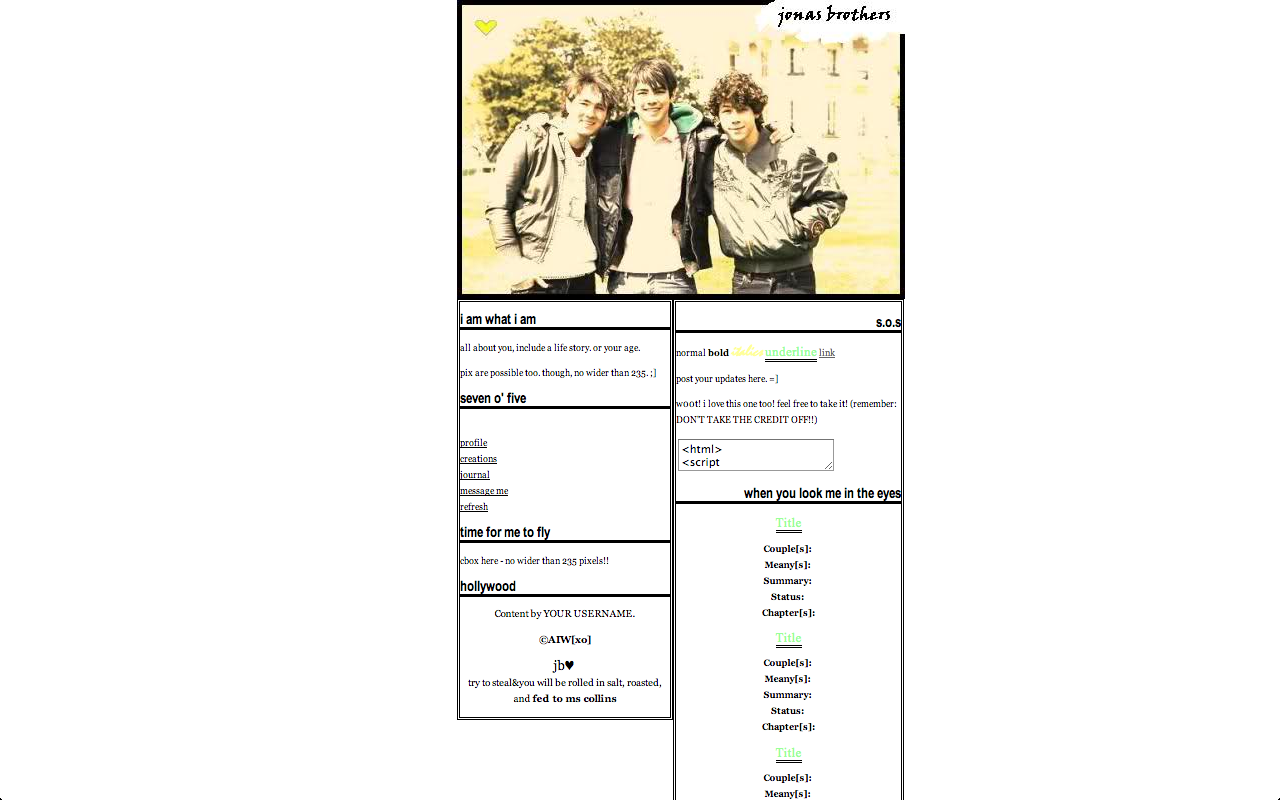 jonas brothers
i am what i am
all about you, include a life story. or your age.
pix are possible too. though, no wider than 235. ;]
seven o' five
profile
creations
journal
message me
refresh
time for me to fly
cbox here - no wider than 235 pixels!!
hollywood
Content by YOUR USERNAME.
©AIW[xo]
jb♥
try to steal&you will be rolled in salt, roasted,
and fed to ms collins
s.o.s
normal bold italics underline link
post your updates here. =]
w00t! i love this one too! feel free to take it! (remember:
DON'T TAKE THE CREDIT OFF!!)
<html>
<script
when you look me in the eyes
Title
Couple[s]:
Meany[s]:
Summary:
Status:
Chapter[s]:
Title
Couple[s]:
Meany[s]:
Summary:
Status:
Chapter[s]:
Title
Couple[s]:
Meany[s]: